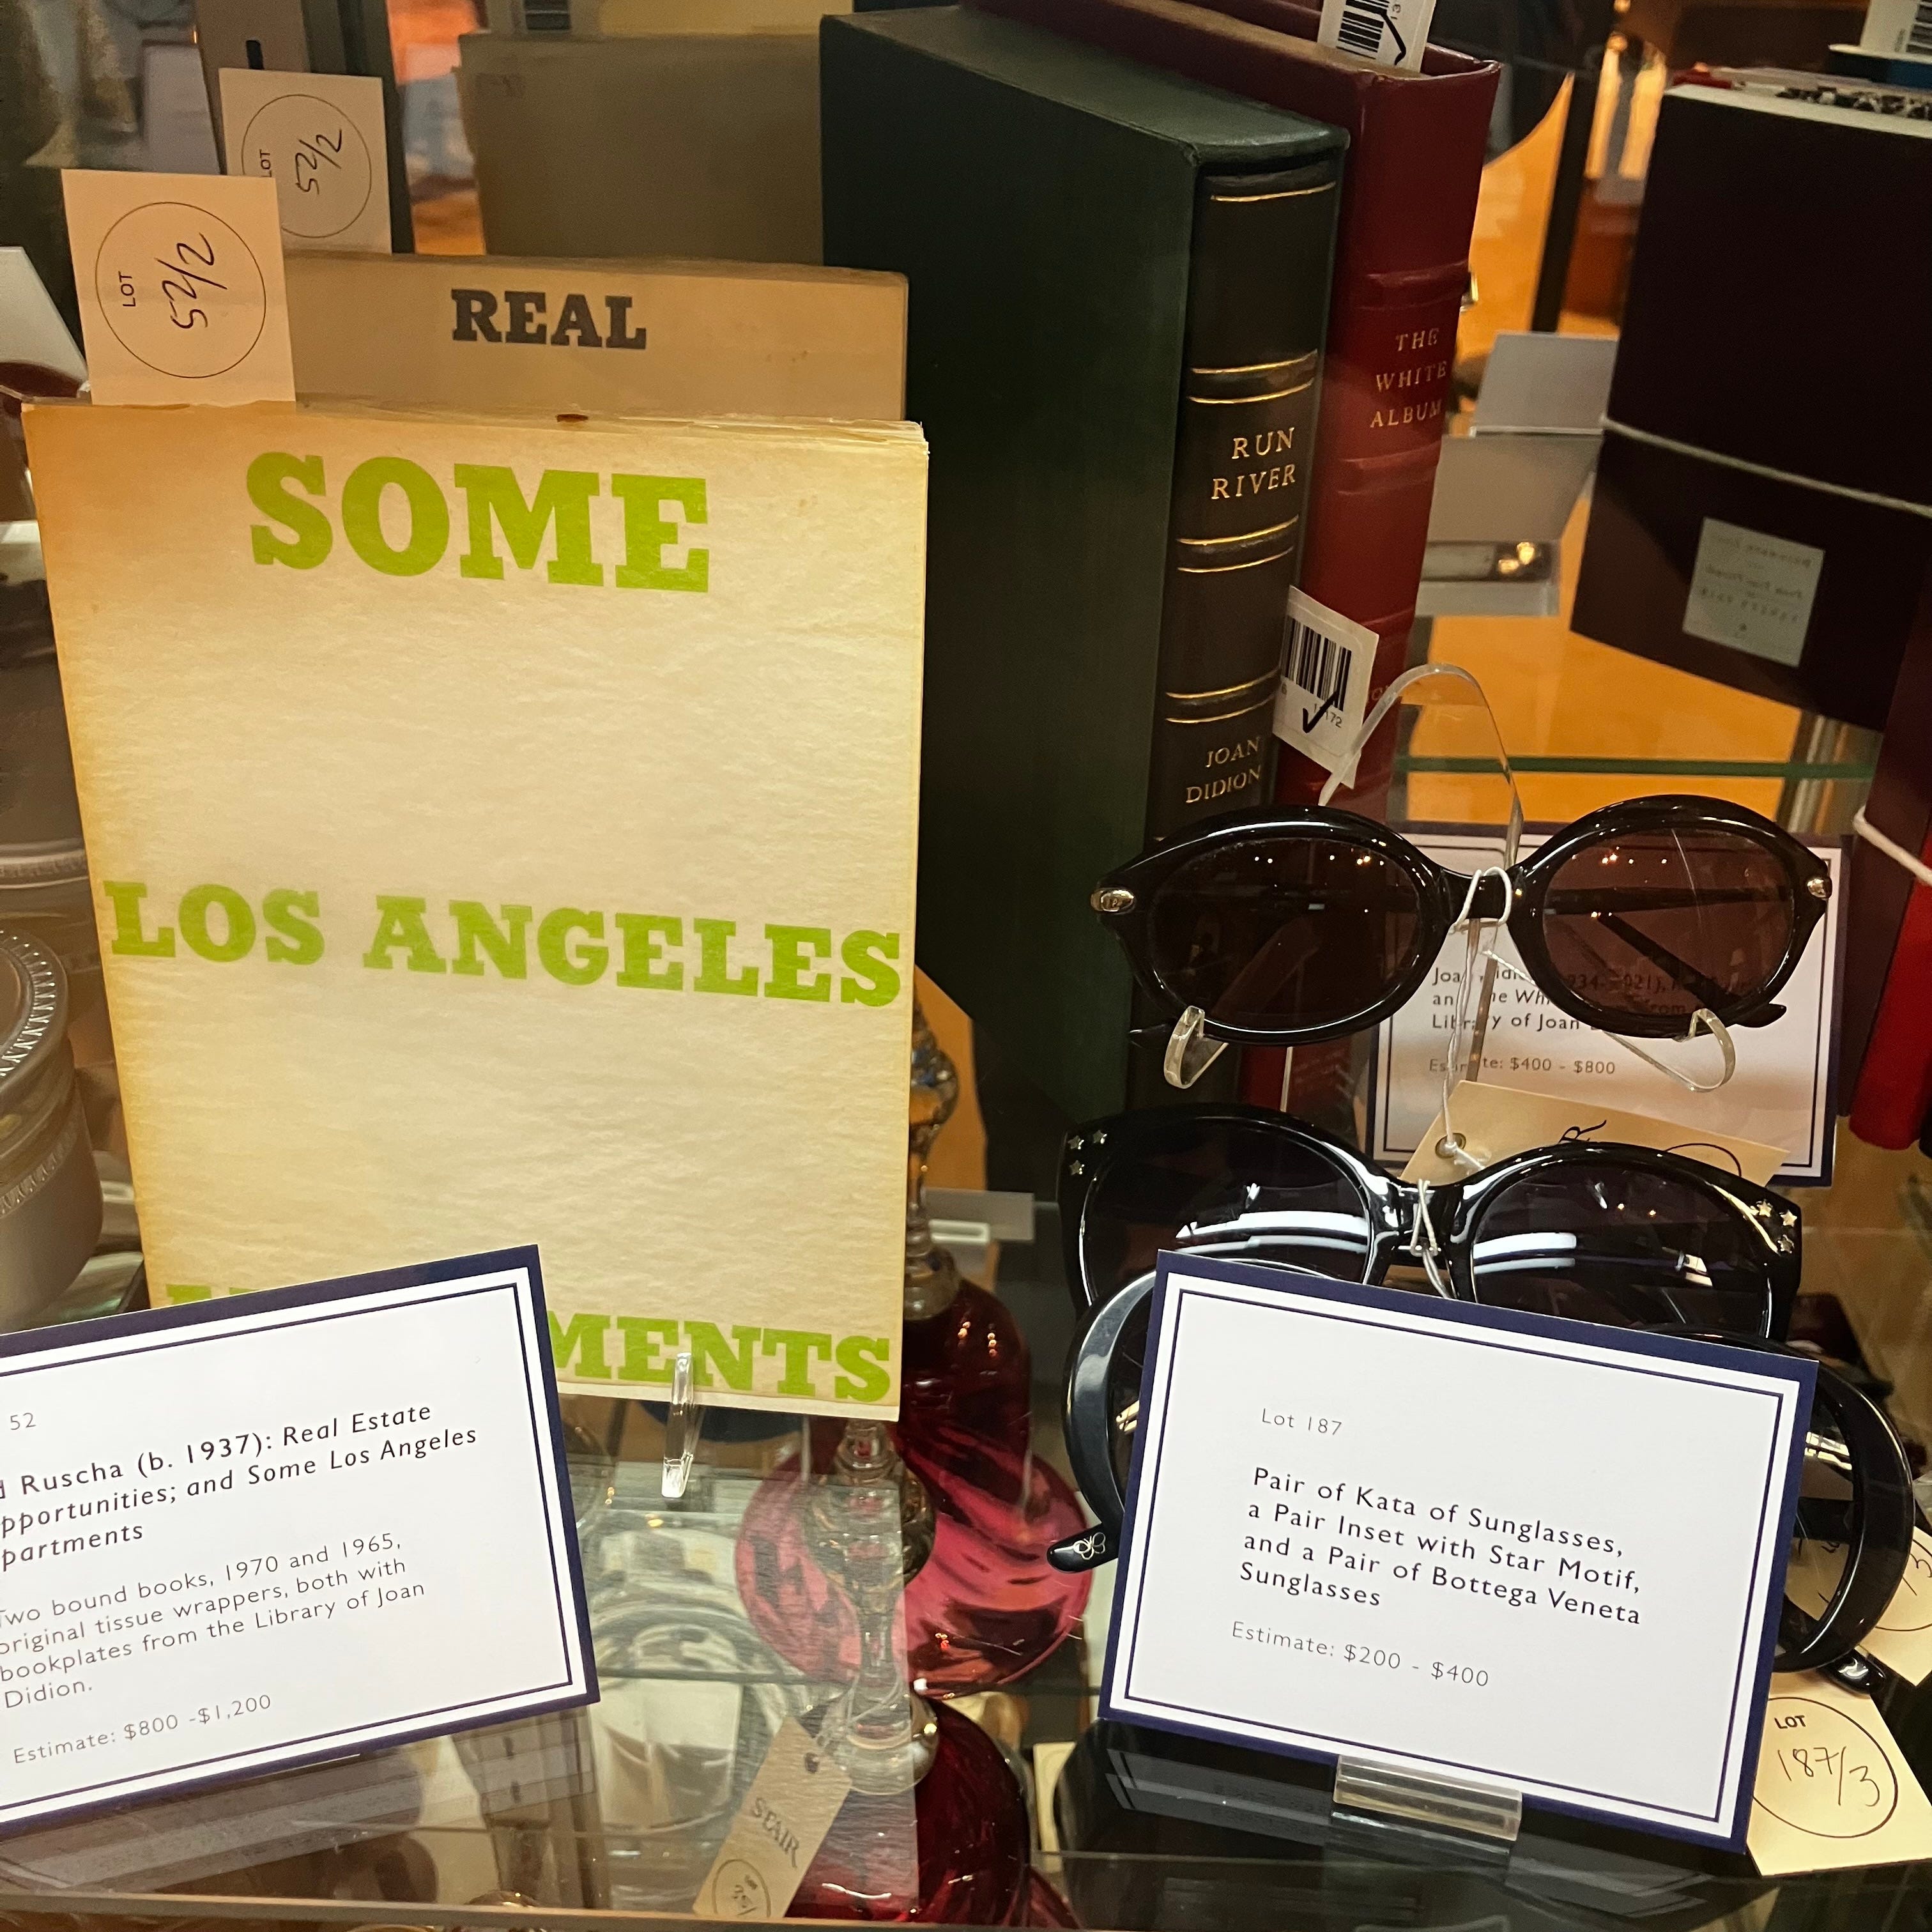 LOT
52/2
LOT
52/2
REAL
SOME
LOS ANGELES
MENTS
RUN
RIVER
JOAN
DIDION
THE
WHITE
ALBUM
52
Ruscha (b. 1937): Real Estate
pportunities; and Some Los Angeles
partments
Two bound books, 1970 and 1965,
original tissue wrappers, both with
bookplates from the Library of Joan
Didion.
Estimate: $800 -$1,200
Library of Joan
$400 - $800
Lot 187
Pair of Kata of Sunglasses,
a Pair Inset with Star Motif,
and a Pair of Bottega Veneta
Sunglasses
Estimate: $200 - $400
LOT
187/3
STAIR